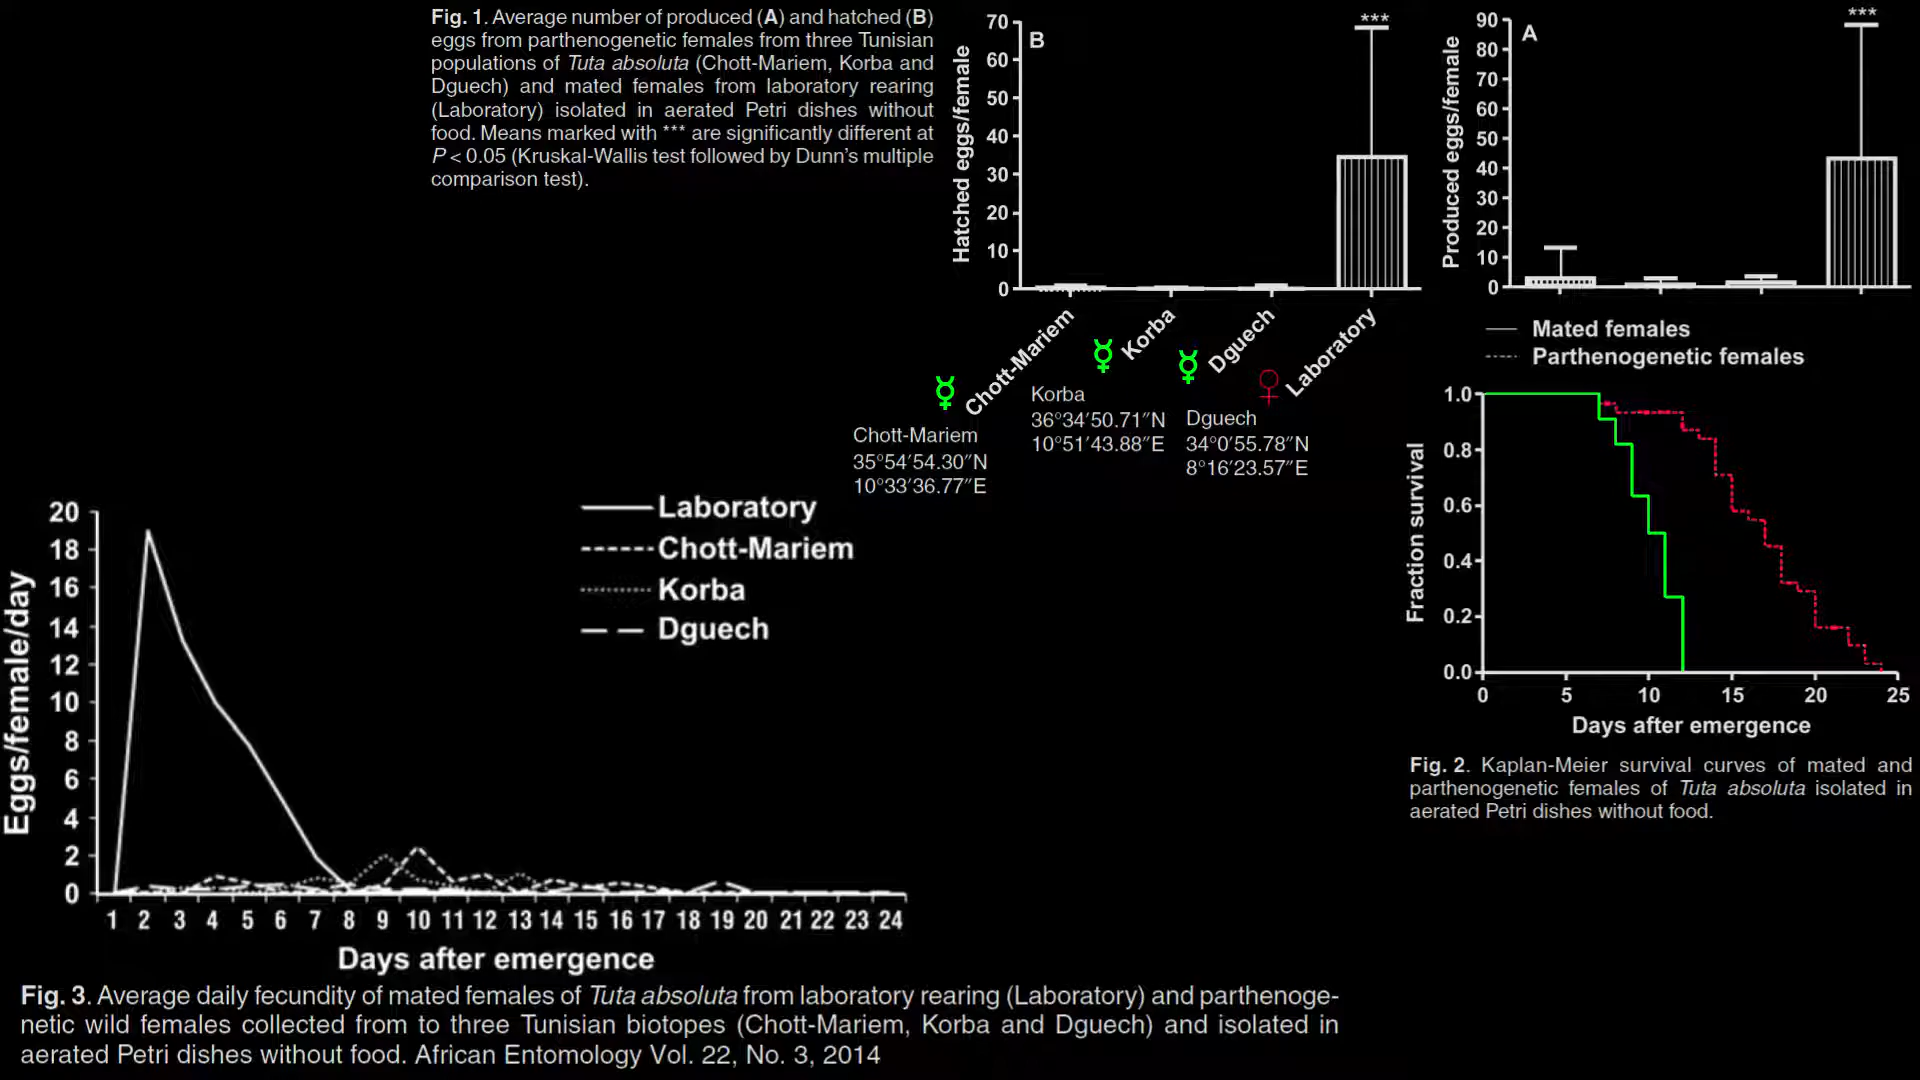 Fig. 1. Average number of produced (A) and hatched (B)
eggs from parthenogenetic females from three Tunisian
populations of Tuta absoluta (Chott-Mariem, Korba and
Dguech) and mated females from laboratory rearing
(Laboratory) isolated in aerated Petri dishes without
food. Means marked with *** are significantly different at
P < 0.05 (Kruskal-Wallis test followed by Dunn's multiple
comparison test).
B
***
Hatched eggs/female
70
60
50
40
30
20
10
0
Chott-Mariem
Korba
Dguech
Laboratory
A
***
Produced eggs/female
90
80
70
60
50
40
30
20
10
0
☿
☿
☿
♀
Chott-Mariem
35°54′54.30″N
10°33′36.77″E
Korba
36°34′50.71″N
10°51′43.88″E
Dguech
34°0′55.78″N
8°16′23.57″E
Mated females
Parthenogenetic females
Fraction survival
1.0
0.8
0.6
0.4
0.2
0.0
0 5 10 15 20 25
Days after emergence
Fig. 2. Kaplan-Meier survival curves of mated and
parthenogenetic females of Tuta absoluta isolated in
aerated Petri dishes without food.
Laboratory
Chott-Mariem
Korba
Dguech
Eggs/female/day
20
18
16
14
12
10
8
6
4
2
0
1 2 3 4 5 6 7 8 9 10 11 12 13 14 15 16 17 18 19 20 21 22 23 24
Days after emergence
Fig. 3. Average daily fecundity of mated females of Tuta absoluta from laboratory rearing (Laboratory) and parthenoge-
netic wild females collected from to three Tunisian biotopes (Chott-Mariem, Korba and Dguech) and isolated in
aerated Petri dishes without food. African Entomology Vol. 22, No. 3, 2014